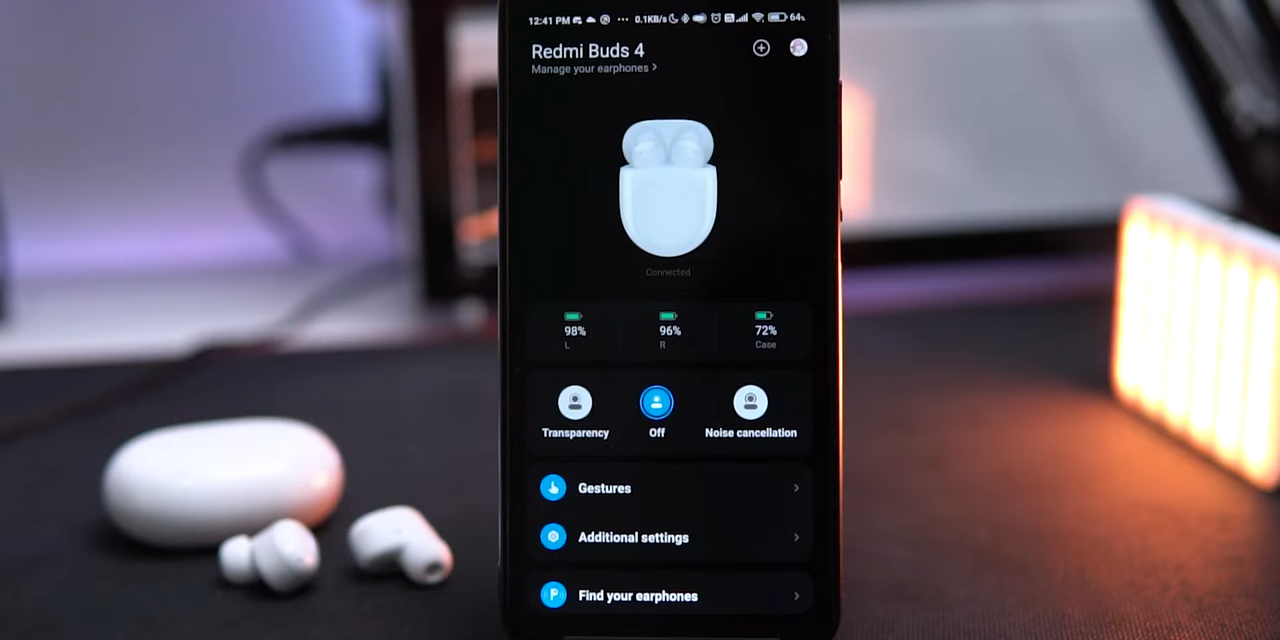 12:41 PM ... 0.1KB/s 64%
Redmi Buds 4
Manage your earphones >
Connected
98% 96% 72%
L R Case
Transparency Off Noise cancellation
Gestures >
Additional settings >
Find your earphones >